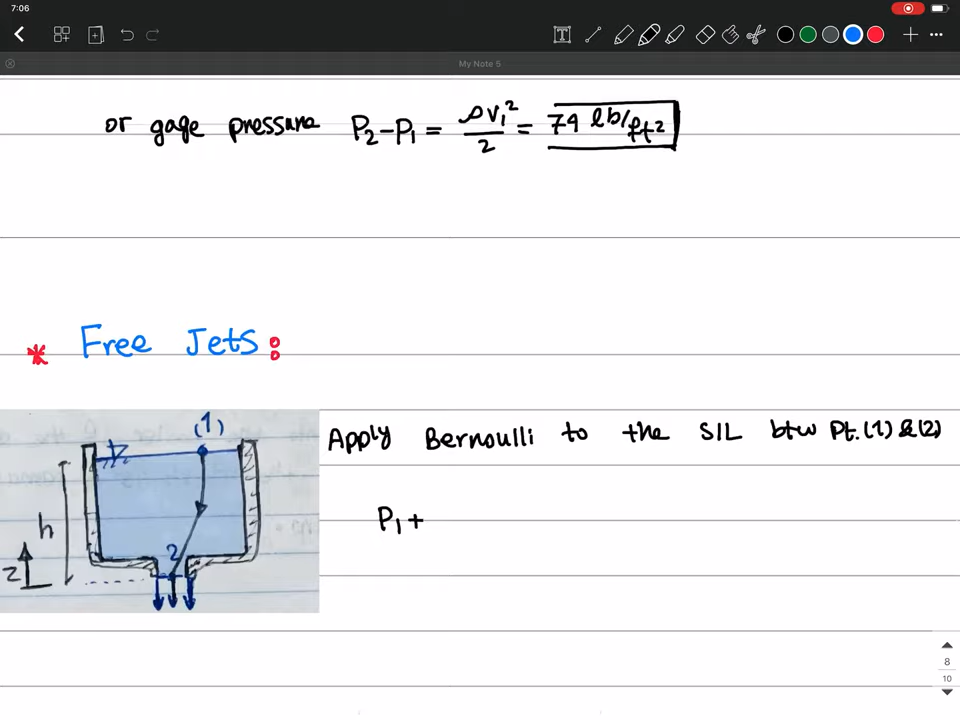 7:06
My Note 5
or gage pressure P₂-P₁ = ρV₁²/2 = 79 lb/ft²
* Free Jets:
(1)
Apply Bernoulli to the S/L btw Pt.(1) &(2)
h
P₁ +
2
z
8
10